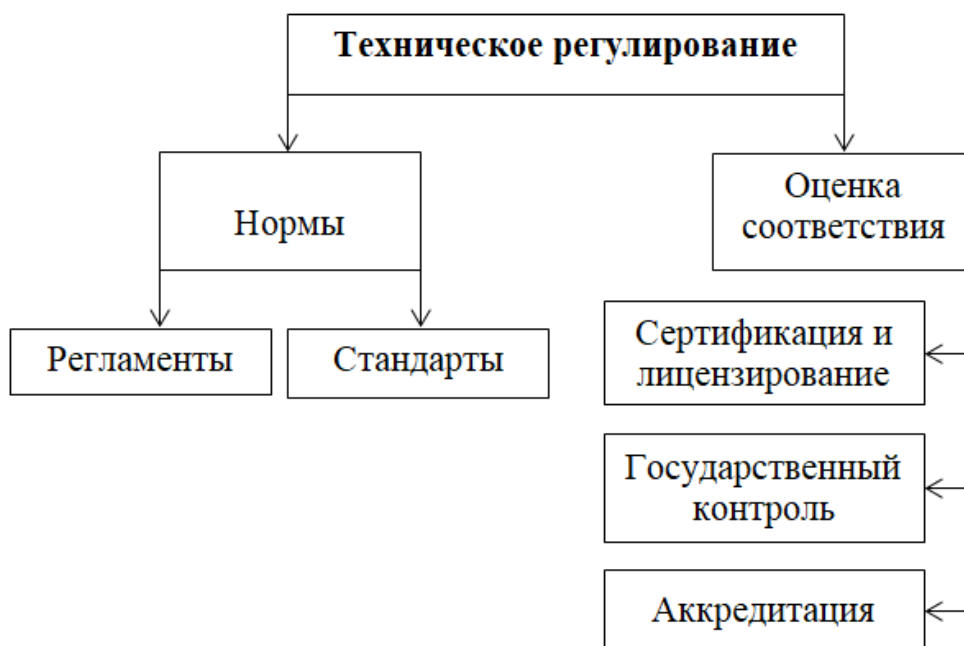 Техническое регулирование
Нормы
Оценка
соответствия
Регламенты
Стандарты
Сертификация и
лицензирование
Государственный
контроль
Аккредитация